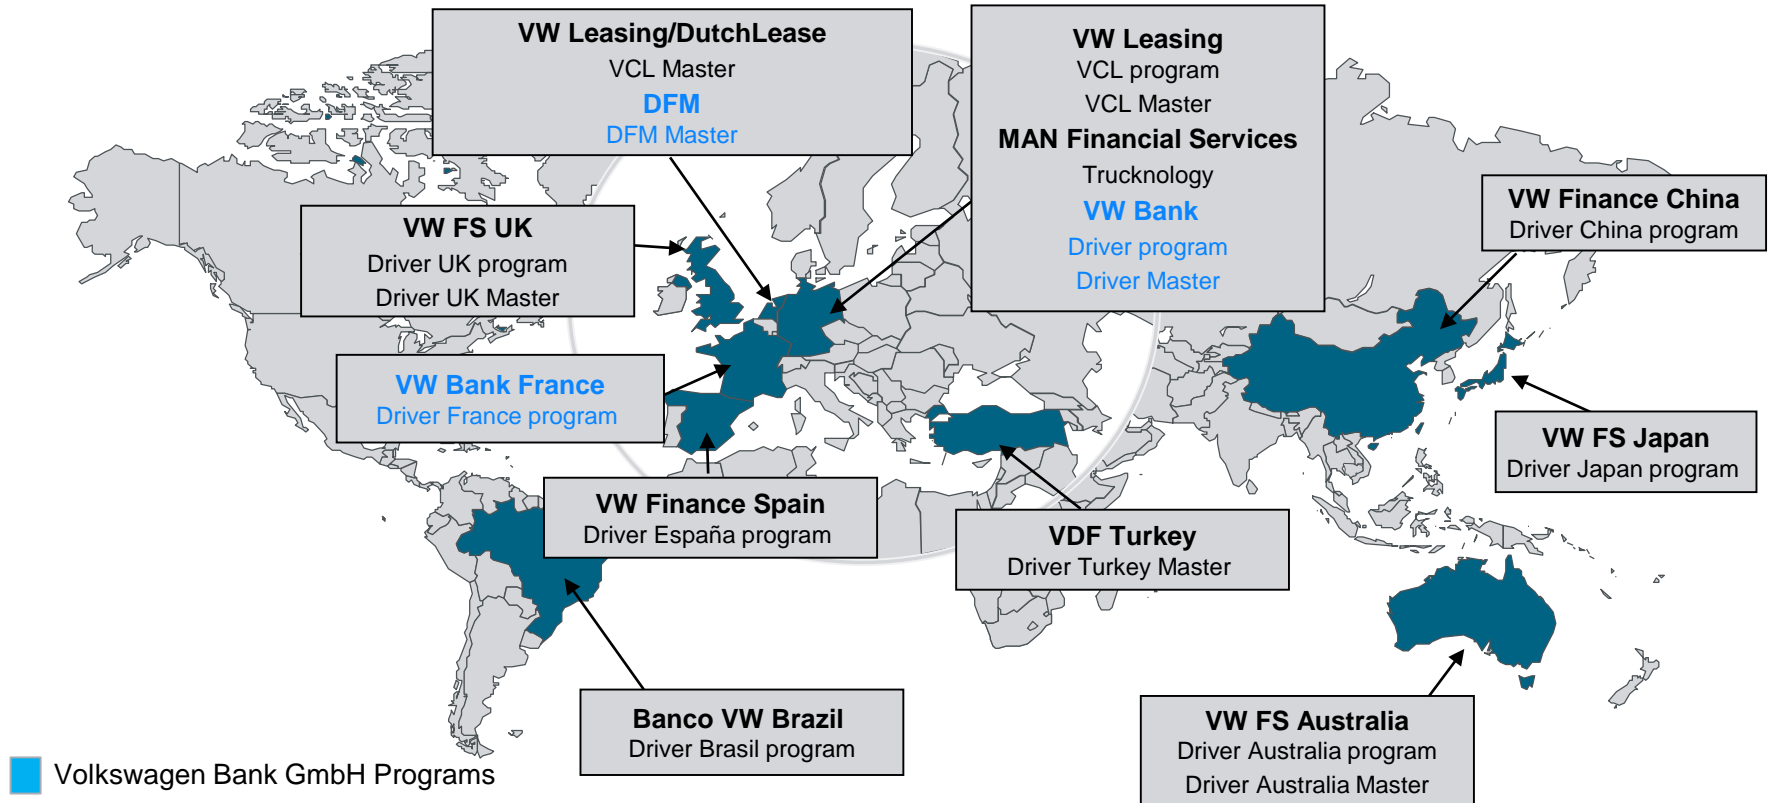 VW Leasing/DutchLease
VCL Master
DFM
DFM Master
VW Leasing
VCL program
VCL Master
MAN Financial Services
Trucknology
VW Bank
Driver program
Driver Master
VW Finance China
Driver China program
VW FS UK
Driver UK program
Driver UK Master
VW Bank France
Driver France program
VW FS Japan
Driver Japan program
VW Finance Spain
Driver España program
VDF Turkey
Driver Turkey Master
Banco VW Brazil
Driver Brasil program
VW FS Australia
Driver Australia program
Driver Australia Master
Volkswagen Bank GmbH Programs